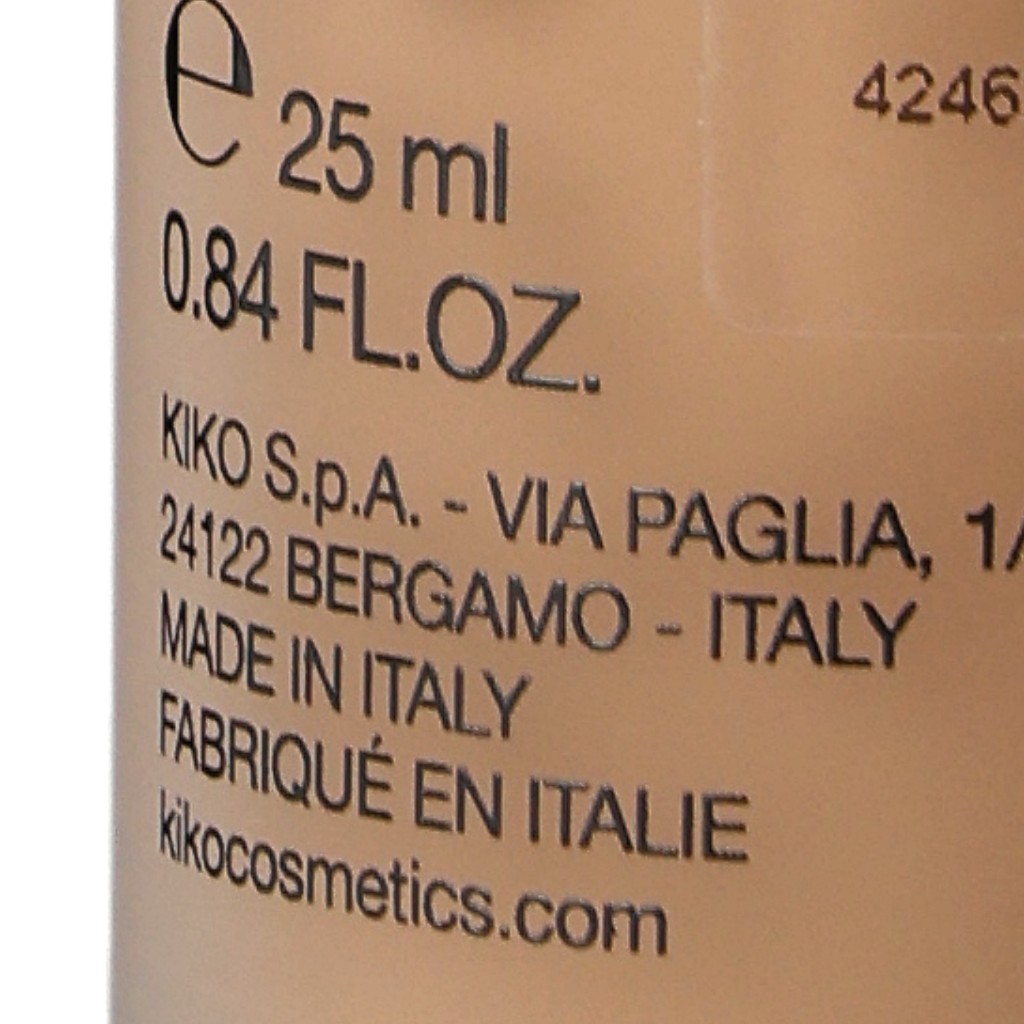 4246
℮ 25 ml
0.84 FL.OZ.
KIKO S.p.A. - VIA PAGLIA, 1/
24122 BERGAMO - ITALY
MADE IN ITALY
FABRIQUÉ EN ITALIE
kikocosmetics.com